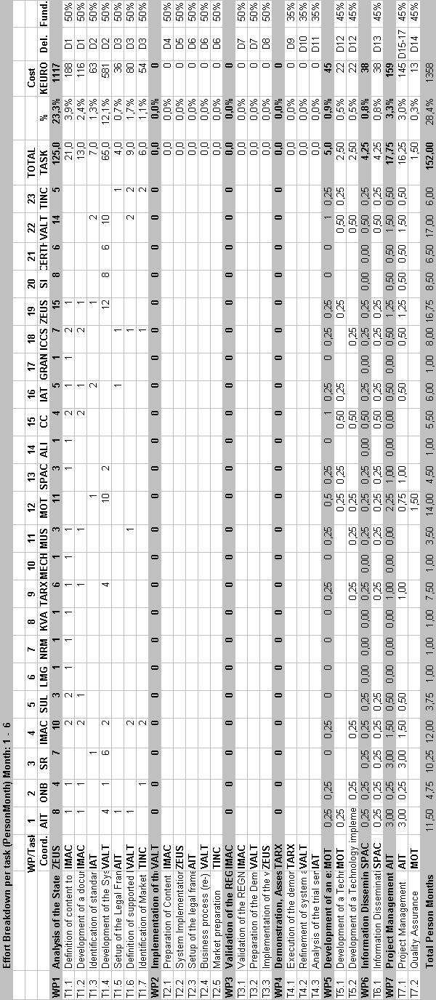 Effort Breakdown per task (PersonMonth) Month: 1 - 6
WP/Task 1 2 3 4 5 6 7 8 9 10 11 12 13 14 15 16 17 18 19 20 21 22 23 TOTAL % Cost Del. Fund.
Coord. AIT ONB SR IMAC SUL LMG NRM KVA TARX MECH MUS MOT SPAC ALI CC IAT GRAN ICCS ZEUS SI CERTH VALT TINC TASK KEURO
WP1 Analysis of the State ZEUS 8 4 7 10 3 1 1 1 6 1 3 11 3 1 4 5 1 7 15 8 6 14 5 125,0 23,3% 1117
T1.1 Definition of content to IMAC 1 1 2 2 1 1 1 1 1 1 1 1 2 1 1 2 1 21,0 3,9% 188 D1 50%
T1.2 Development of a docu IMAC 1 1 2 1 1 1 2 1 2 1 13,0 2,4% 116 D1 50%
T1.3 Identification of standar IAT 1 1 2 1 2 7,0 1,3% 63 D2 50%
T1.4 Development of the Sys VALT 4 1 6 2 4 10 2 12 8 6 10 65,0 12,1% 581 D2 50%
T1.5 Setup of the Legal Fran AIT 1 1 1 1 4,0 0,7% 36 D3 50%
T1.6 Definition of supported I VALT 1 2 1 1 2 2 9,0 1,7% 80 D3 50%
T1.7 Identification of Market TINC 1 2 1 2 6,0 1,1% 54 D3 50%
WP2 Implementation of th VALT 0 0 0 0 0 0 0 0 0 0 0 0 0 0 0 0 0 0 0 0 0 0 0 0,0 0,0% 0
T2.1 Preparation of Content IMAC 0,0 0,0% 0 D4 50%
T2.2 System Implementation ZEUS 0,0 0,0% 0 D5 50%
T2.3 Setup of the legal frame AIT 0,0 0,0% 0 D6 50%
T2.4 Business process (re-) VALT 0,0 0,0% 0 D6 50%
T2.5 Market preparation TINC 0,0 0,0% 0 D6 50%
WP3 Validation of the REG IMAC 0 0 0 0 0 0 0 0 0 0 0 0 0 0 0 0 0 0 0 0 0 0 0 0,0 0,0% 0
T3.1 Validation of the REGN IMAC 0,0 0,0% 0 D7 50%
T3.2 Preparation of the Dem VALT 0,0 0,0% 0 D7 50%
T3.3 Implementation of the v ZEUS 0,0 0,0% 0 D8 50%
WP4 Demonstration, Asses TARX 0 0 0 0 0 0 0 0 0 0 0 0 0 0 0 0 0 0 0 0 0 0 0 0,0 0,0% 0
T4.1 Execution of the demor TARX 0,0 0,0% 0 D9 35%
T4.2 Refinement of system a VALT 0,0 0,0% 0 D10 35%
T4.3 Analysis of the trial sen IAT 0,0 0,0% 0 D11 35%
WP5 Development of an e: MOT 0,25 0,25 0 0,25 0 0 0 0 0,25 0 0,25 0,5 0,25 0 1 0,25 0 0,25 0,25 0 0 1 0,25 5,0 0,9% 45
T5.1 Development of a Techn MOT 0,25 0,25 0,25 0,50 0,25 0,25 0,50 0,25 2,50 0,5% 22 D12 45%
T5.2 Development of a Technology impleme 0,25 0,25 0,25 0,25 0,25 0,50 0,25 0,50 2,50 0,5% 22 D12 45%
WP6 Information Dissemin SPAC 0,25 0,25 0,25 0,25 0,25 0,00 0,00 0,00 0,25 0,00 0,25 0,25 0,25 0,00 0,50 0,25 0,00 0,25 0,25 0,00 0,00 0,50 0,25 4,25 0,8% 38
T6.1 Information Disseminati SPAC 0,25 0,25 0,25 0,25 0,25 0,25 0,25 0,25 0,25 0,50 0,25 0,25 0,25 0,50 0,25 4,25 0,8% 38 D13 45%
WP7 Project Management AIT 3,00 0,25 3,00 1,50 0,50 0,00 0,00 0,00 1,00 0,00 0,00 2,25 1,00 0,00 0,00 0,50 0,00 0,50 1,25 0,50 0,50 1,50 0,50 17,75 3,3% 159
T7.1 Project Management AIT 3,00 0,25 3,00 1,50 0,50 1,00 0,75 1,00 0,50 0,50 1,25 0,50 0,50 1,50 0,50 16,25 3,0% 145 D15-17 45%
T7.2 Quality Assurance MOT 1,50 1,50 0,3% 13 D14 45%
Total Person Months 11,50 4,75 10,25 12,00 3,75 1,00 1,00 1,00 7,50 1,00 3,50 14,00 4,50 1,00 5,50 6,00 1,00 8,00 16,75 8,50 6,50 17,00 6,00 152,00 28,4% 1358